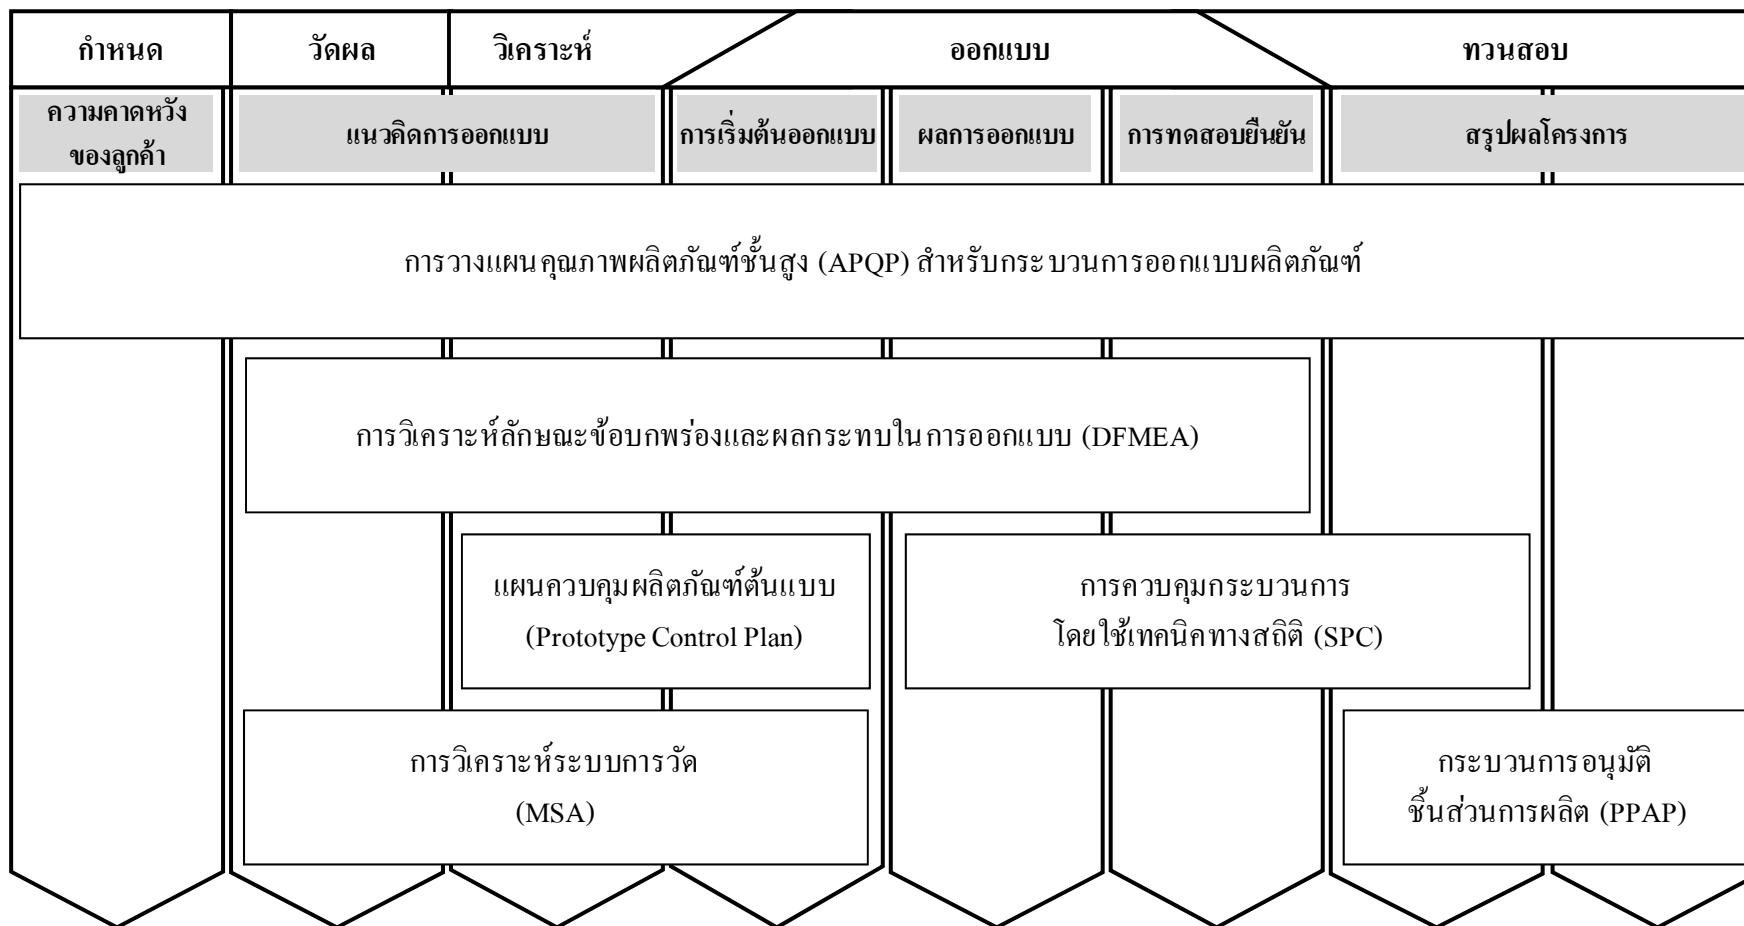 กำหนด
วัดผล
วิเคราะห์
ออกแบบ
ทวนสอบ
ความคาดหวัง
ของลูกค้า
แนวคิดการออกแบบ
การเริ่มต้นออกแบบ
ผลการออกแบบ
การทดสอบยืนยัน
สรุปผลโครงการ
การวางแผนคุณภาพผลิตภัณฑ์ชั้นสูง (APQP) สำหรับกระบวนการออกแบบผลิตภัณฑ์
การวิเคราะห์ลักษณะข้อบกพร่องและผลกระทบในการออกแบบ (DFMEA)
แผนควบคุมผลิตภัณฑ์ต้นแบบ
(Prototype Control Plan)
การควบคุมกระบวนการ
โดยใช้เทคนิคทางสถิติ (SPC)
การวิเคราะห์ระบบการวัด
(MSA)
กระบวนการอนุมัติ
ชิ้นส่วนการผลิต (PPAP)